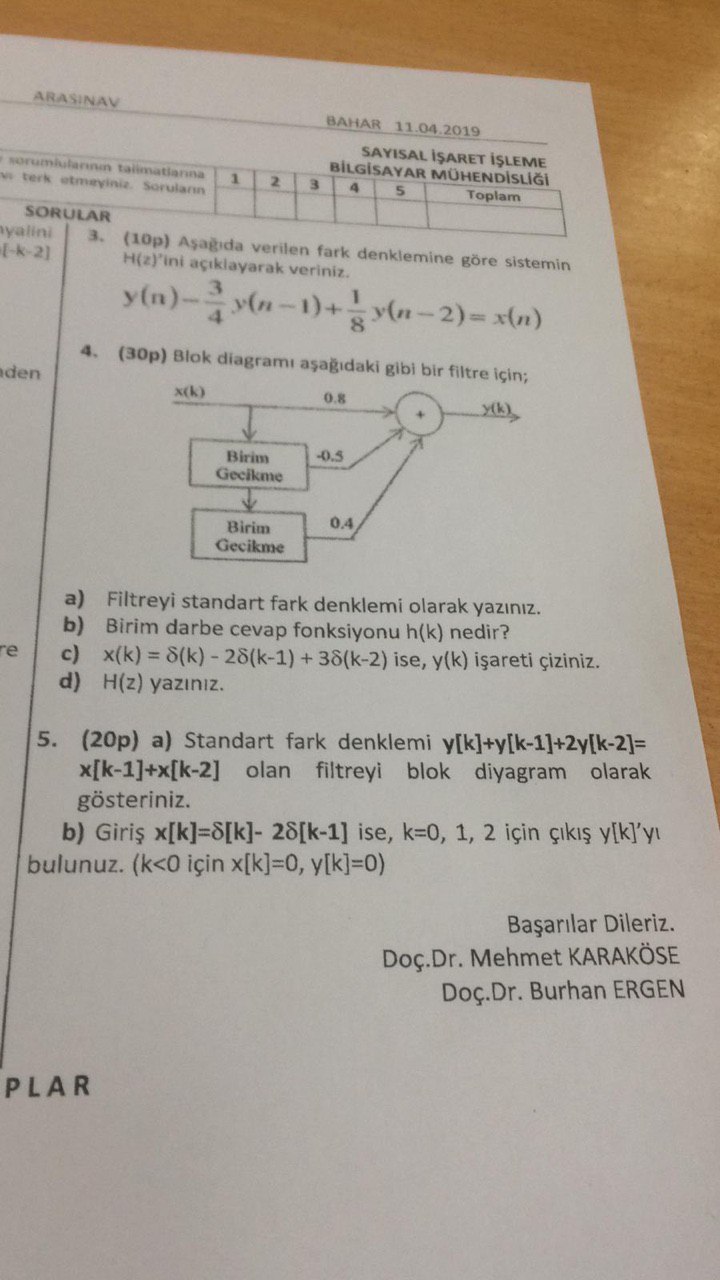 ARASINAV
BAHAR 11.04.2019
SAYISAL İŞARET İŞLEME
BİLGİSAYAR MÜHENDİSLİĞİ
sorumlularının talimatlarına
terk etmeyiniz. Soruların
1 2 3 4 5 Toplam
SORULAR
[-k-2]
3. (10p) Aşağıda verilen fark denklemine göre sistemin
H(z)'ini açıklayarak veriniz.
y(n)-3/4 y(n-1)+1/8 y(n-2)=x(n)
4. (30p) Blok diagramı aşağıdaki gibi bir filtre için;
x(k)
0.8
+
y(k)
Birim
Gecikme
-0.5
Birim
Gecikme
0.4
a) Filtreyi standart fark denklemi olarak yazınız.
b) Birim darbe cevap fonksiyonu h(k) nedir?
c) x(k) = δ(k) - 2δ(k-1) + 3δ(k-2) ise, y(k) işareti çiziniz.
d) H(z) yazınız.
5. (20p) a) Standart fark denklemi y[k]+y[k-1]+2y[k-2]=
x[k-1]+x[k-2] olan filtreyi blok diyagram olarak
gösteriniz.
b) Giriş x[k]=δ[k]- 2δ[k-1] ise, k=0, 1, 2 için çıkış y[k]'yı
bulunuz. (k<0 için x[k]=0, y[k]=0)
Başarılar Dileriz.
Doç.Dr. Mehmet KARAKÖSE
Doç.Dr. Burhan ERGEN
PLAR